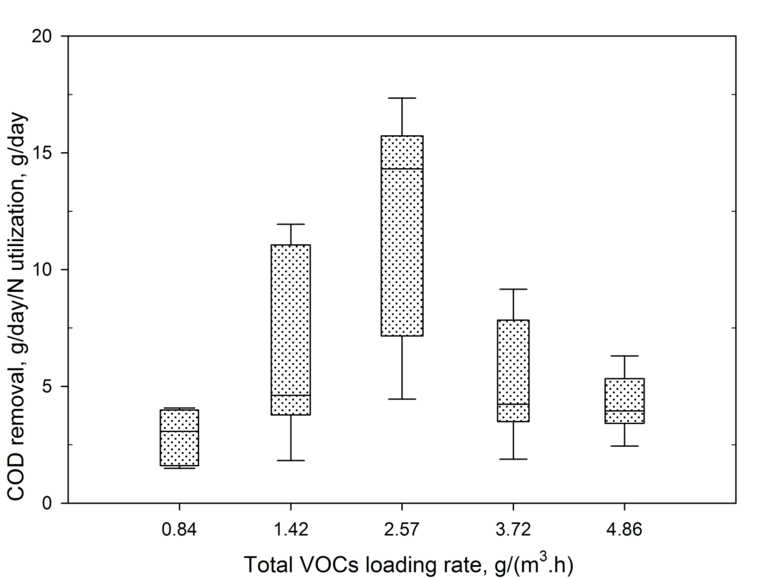 COD removal, g/day/N utilization, g/day
20
15
10
5
0
0.84 1.42 2.57 3.72 4.86
Total VOCs loading rate, g/(m³.h)